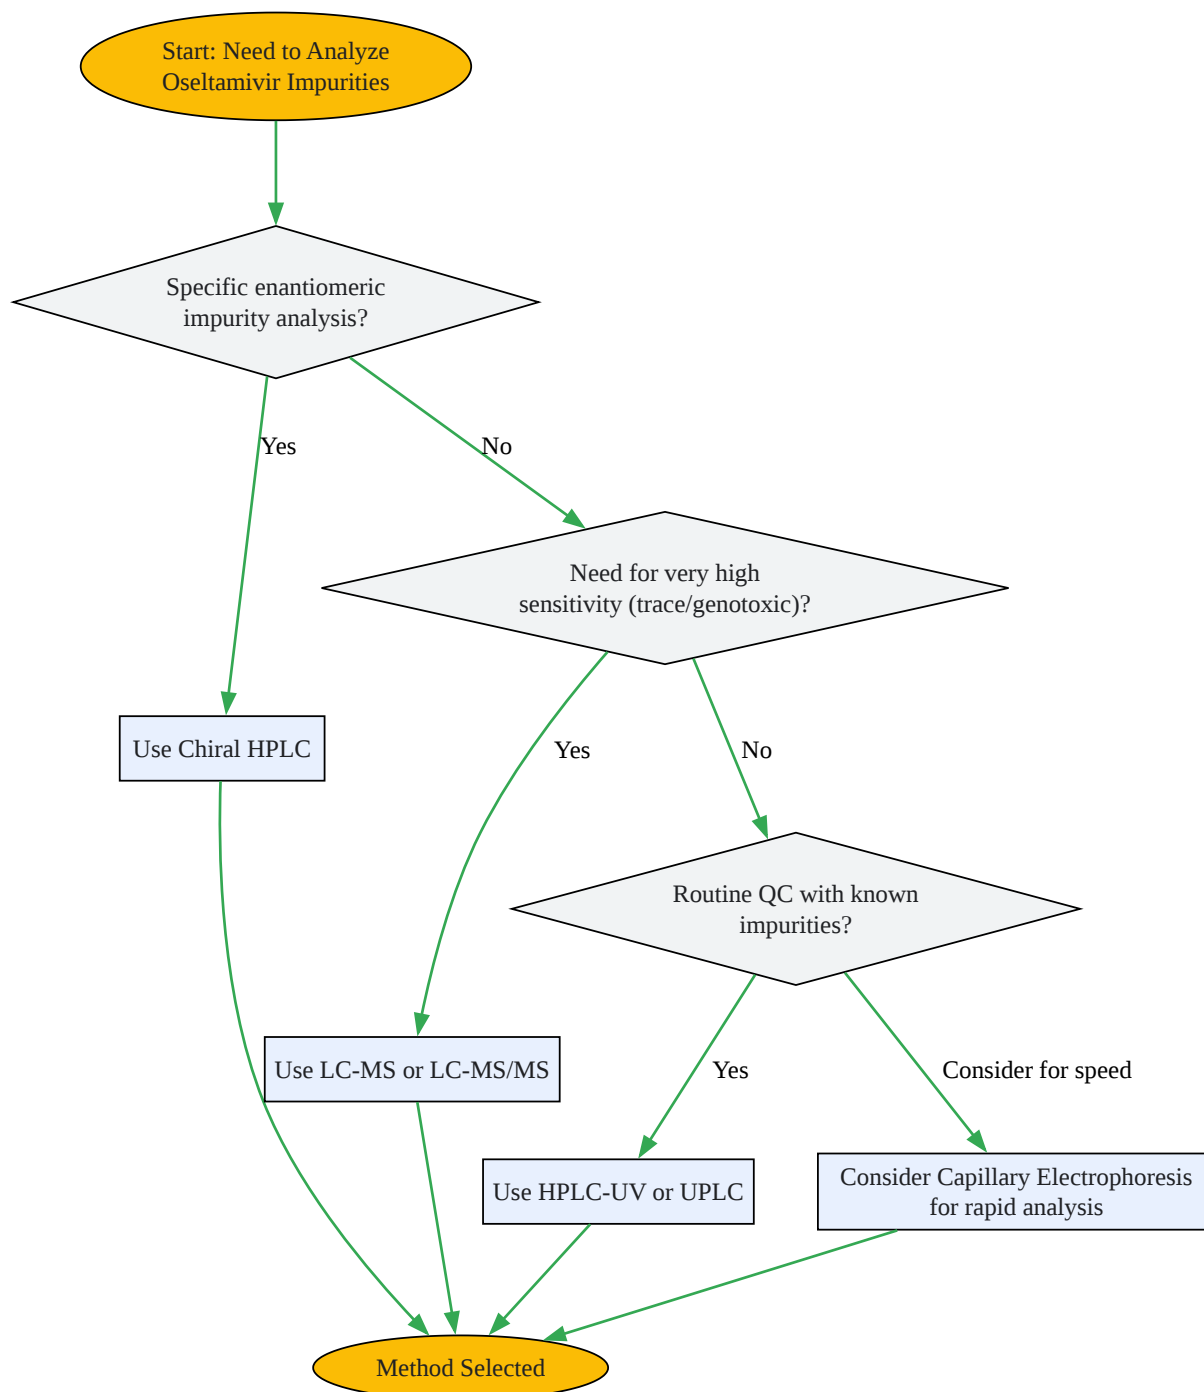 Start: Need to Analyze
Oseltamivir Impurities
Specific enantiomeric
impurity analysis?
Yes
No
Need for very high
sensitivity (trace/genotoxic)?
Use Chiral HPLC
Yes
No
Routine QC with known
impurities?
Use LC-MS or LC-MS/MS
Yes
Consider for speed
Use HPLC-UV or UPLC
Consider Capillary Electrophoresis
for rapid analysis
Method Selected